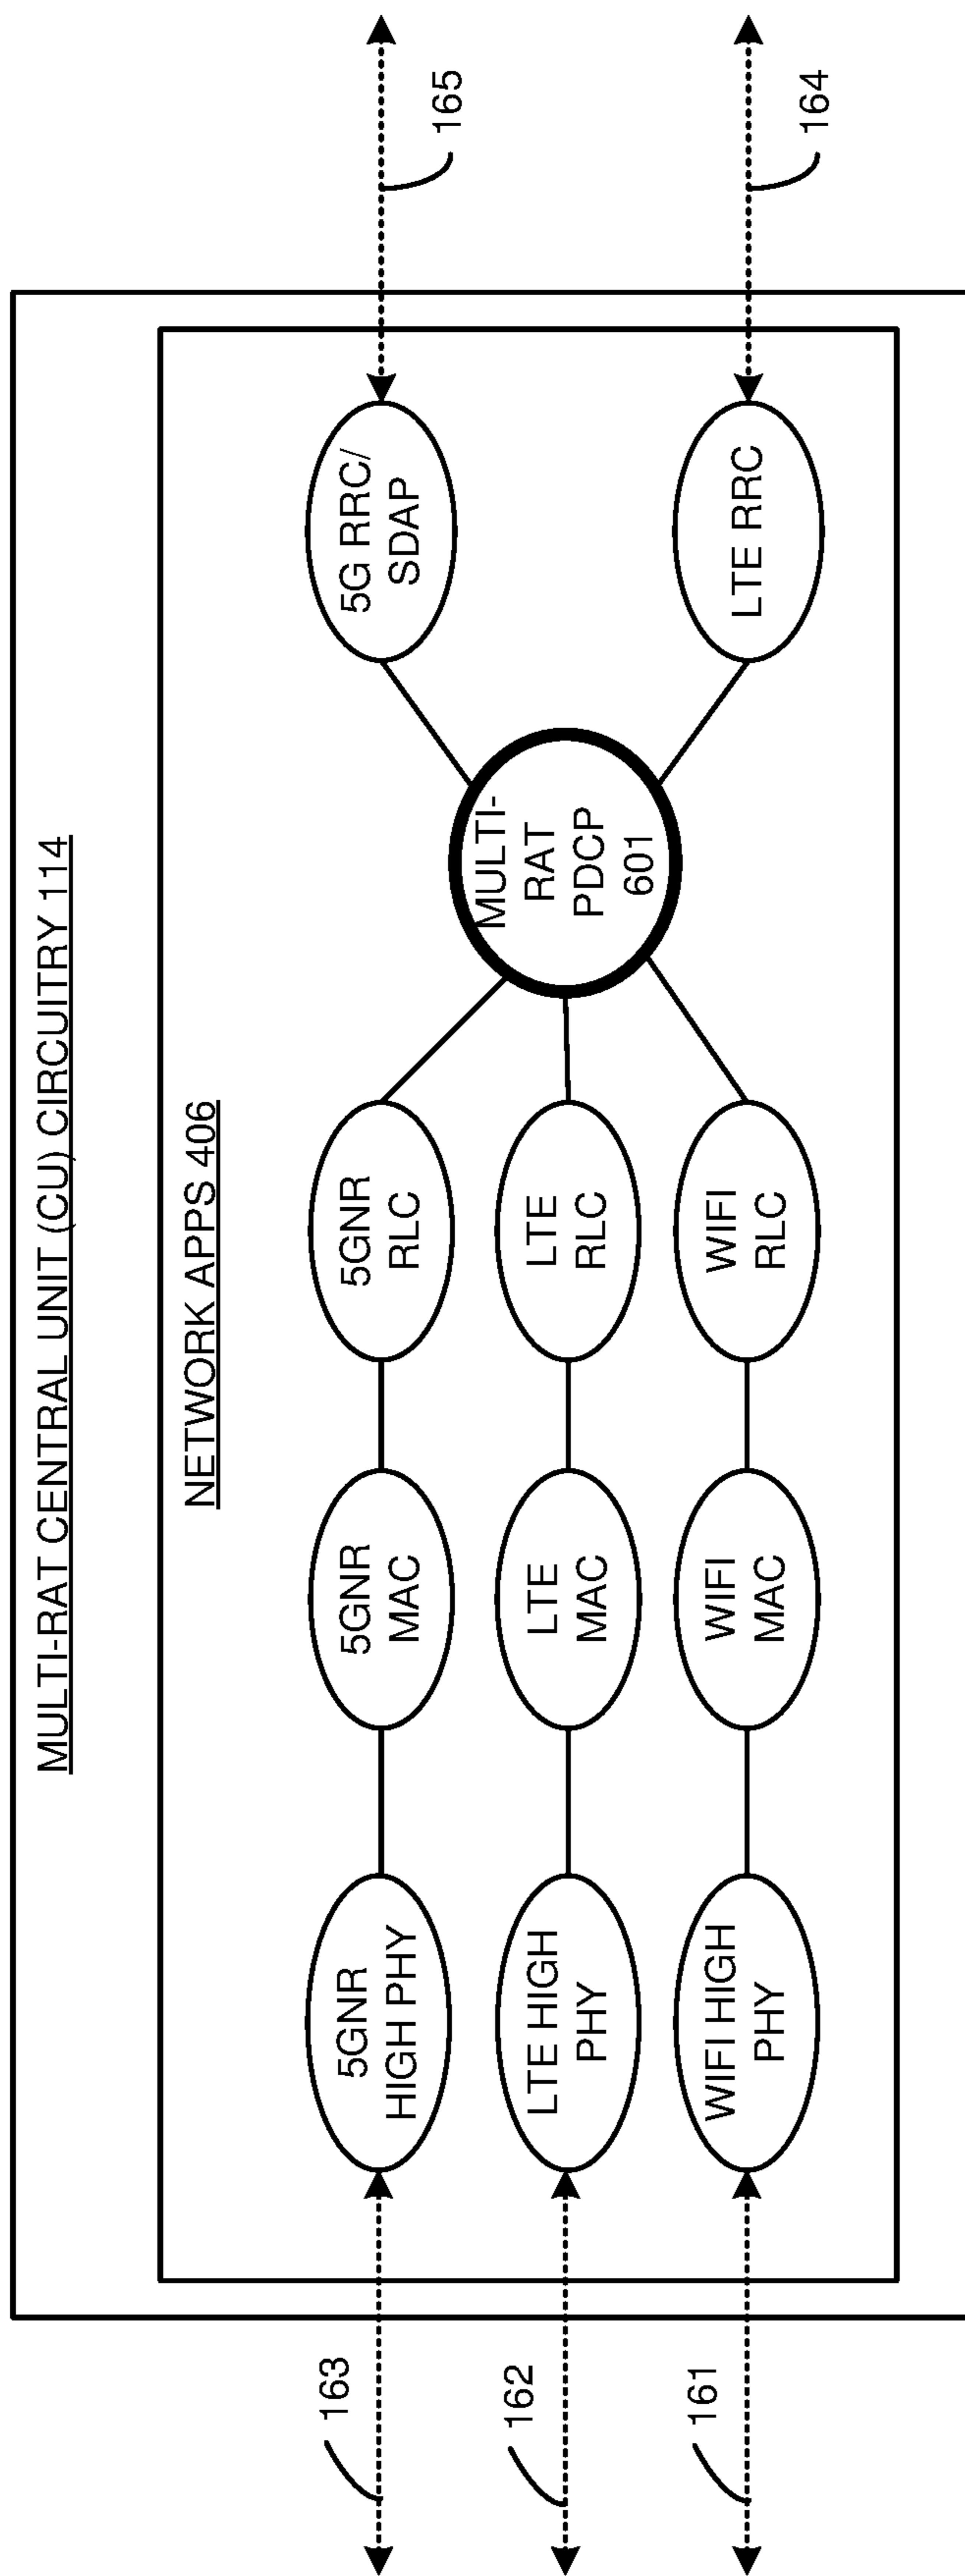 MULTI-RAT CENTRAL UNIT (CU) CIRCUITRY 114
NETWORK APPS 406
163
5GNR
HIGH PHY
5GNR
MAC
5GNR
RLC
5G RRC/
SDAP
165
162
LTE HIGH
PHY
LTE
MAC
LTE
RLC
MULTI-
RAT
PDCP
601
161
WIFI HIGH
PHY
WIFI
MAC
WIFI
RLC
LTE RRC
164